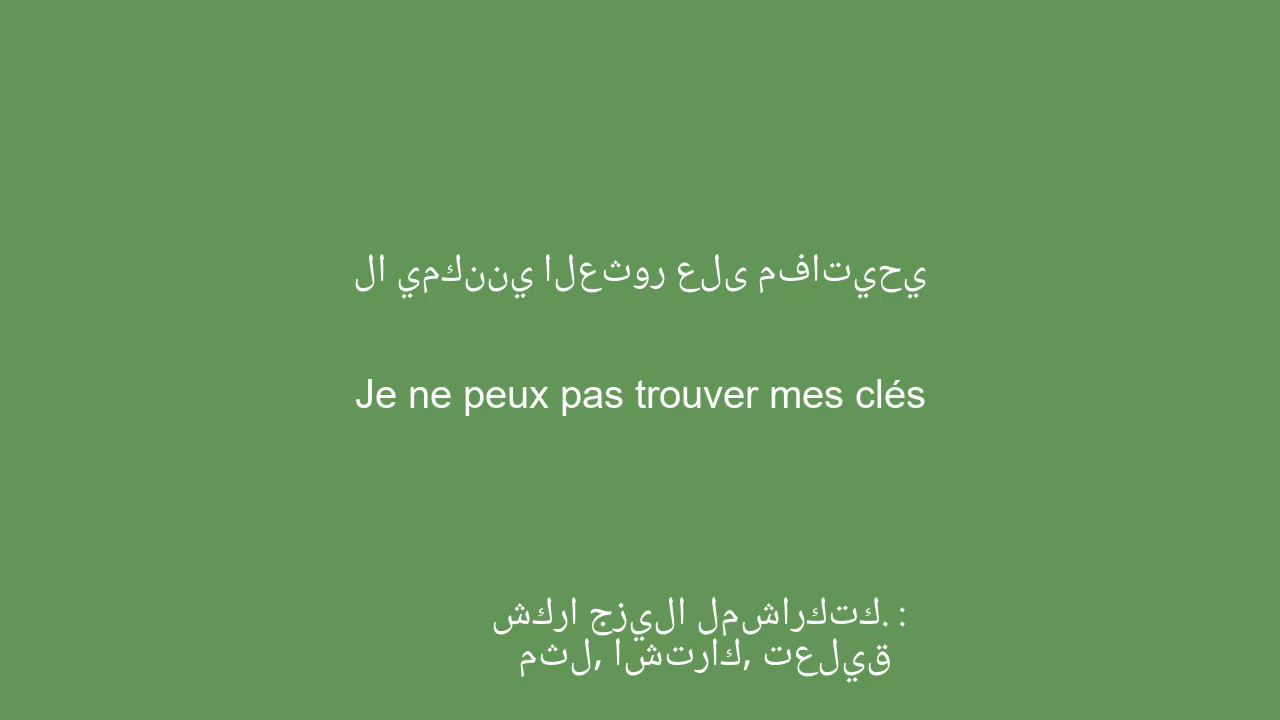 لا يمكنني العثور على مفاتيحي
Je ne peux pas trouver mes clés
شكرا جزيلا لمشاركتك. :
مثل, اشتراك, تعليق